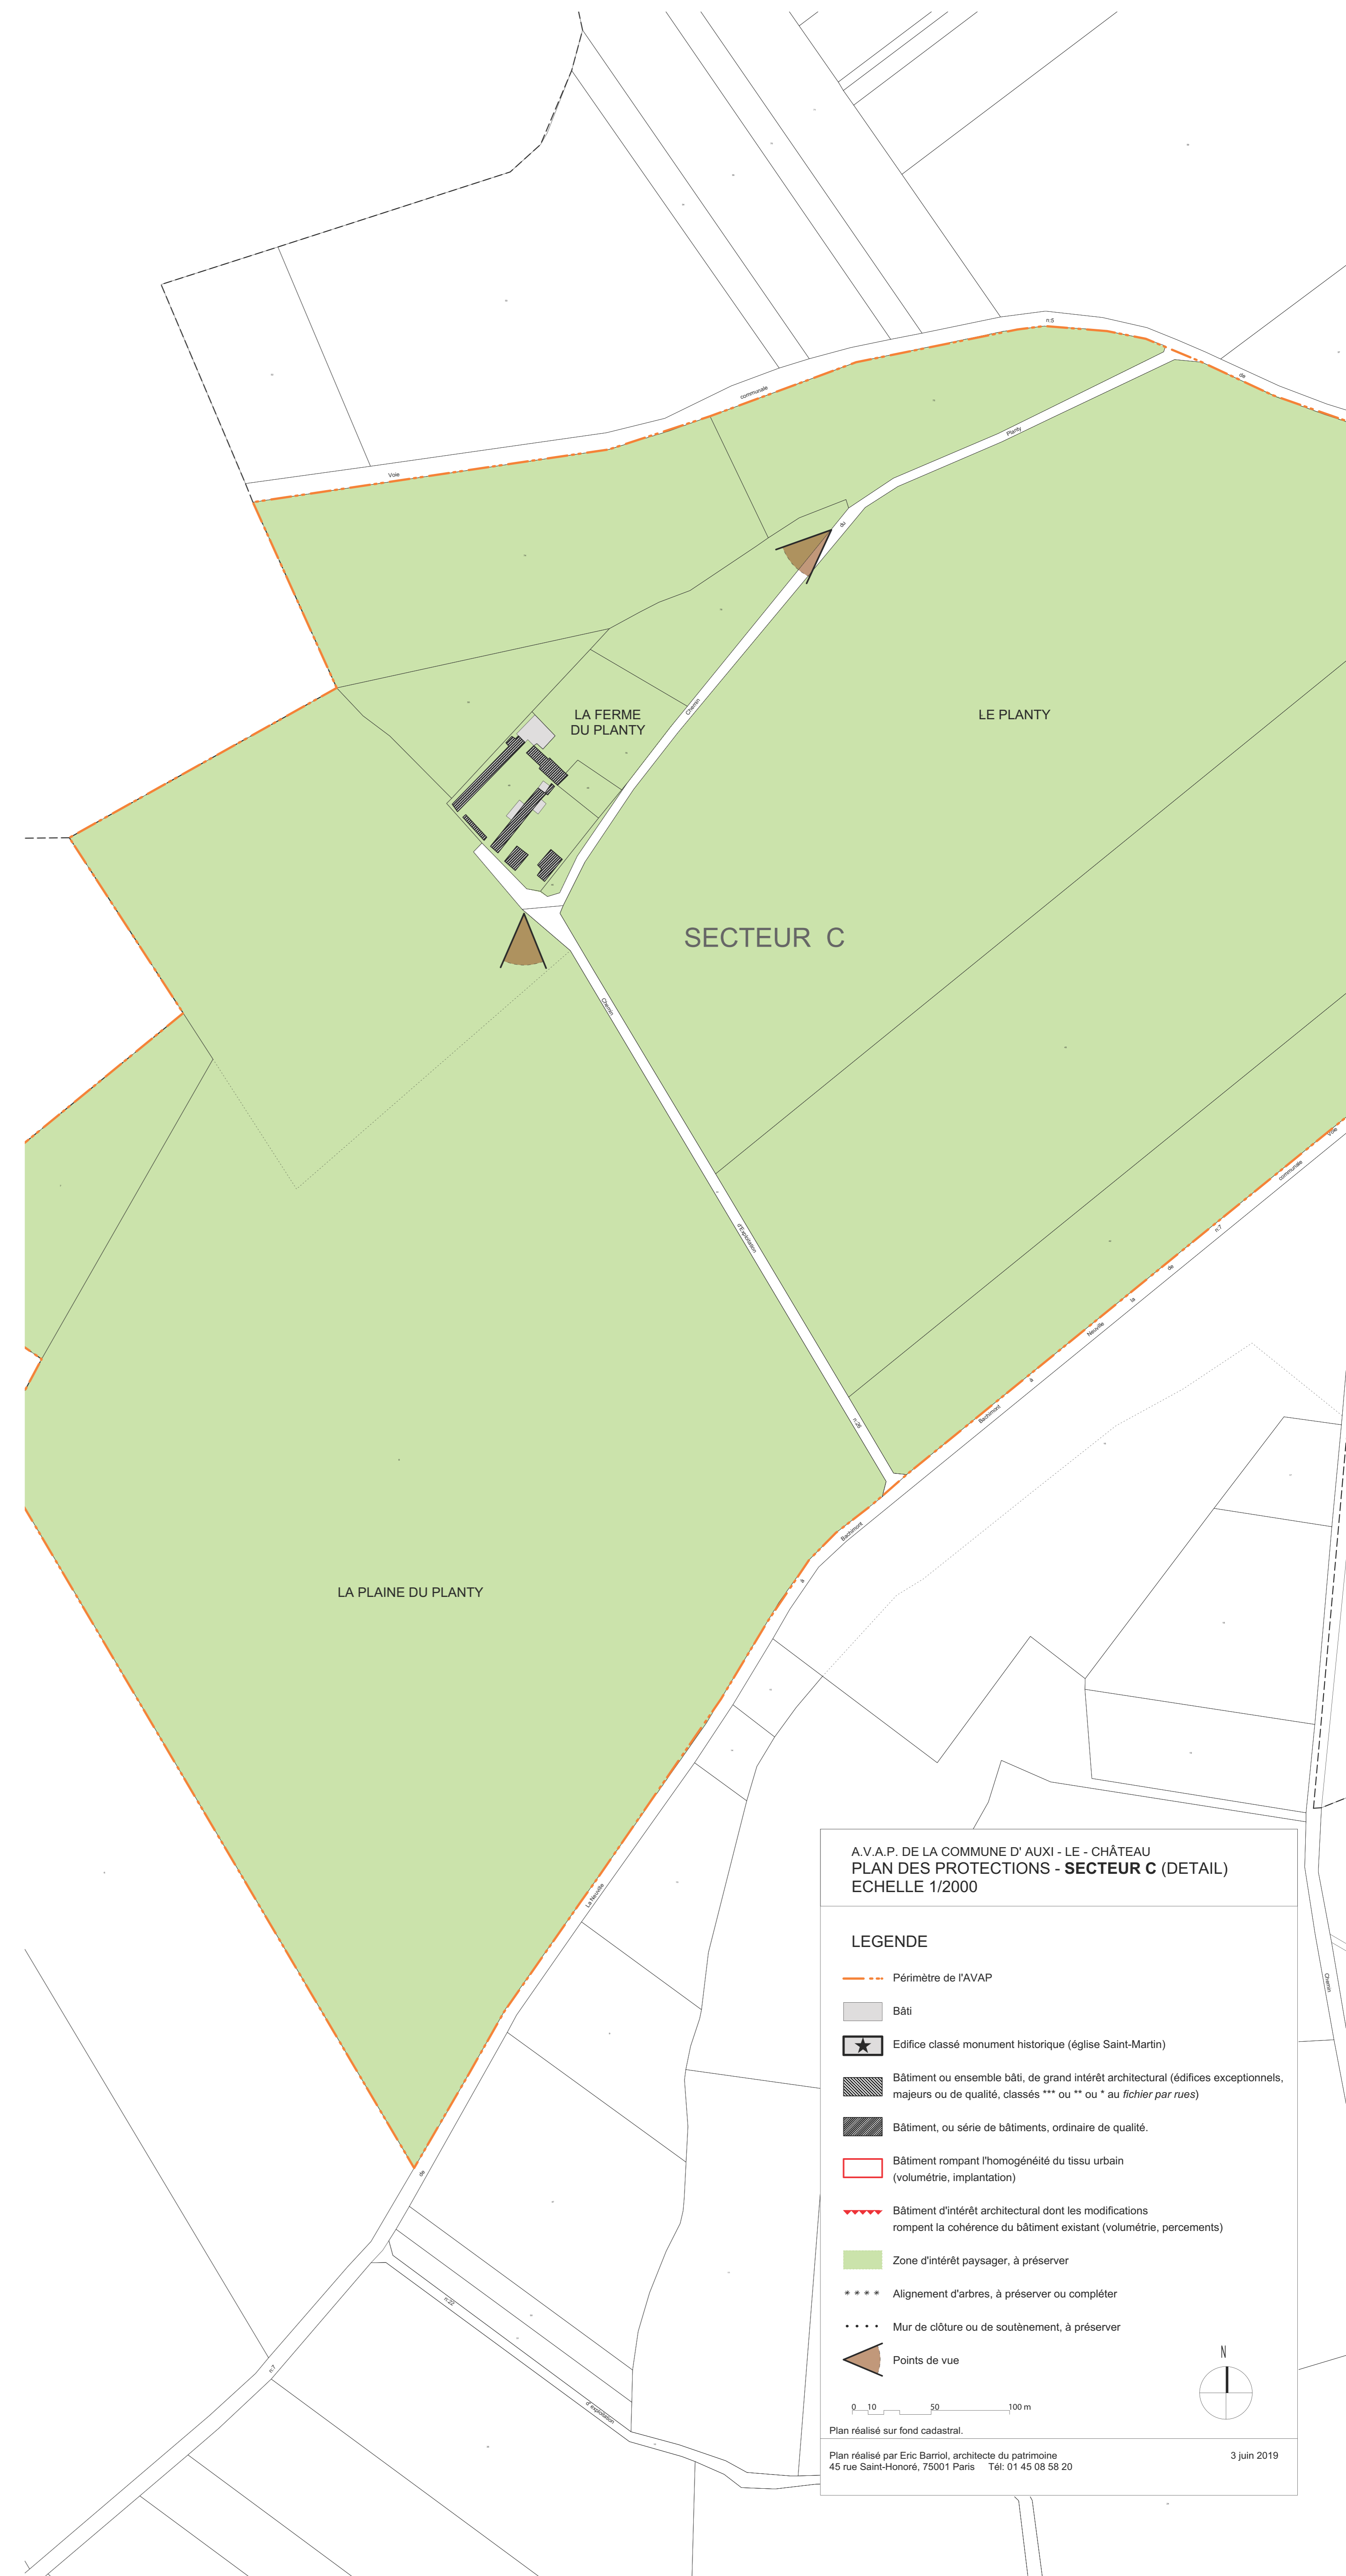 n:5
de
communale
Voie
Planty
du
Chemin
LA FERME
DU PLANTY
LE PLANTY
SECTEUR C
Chemin
d'Exploitation
n:26
Voie
communale
n:7
de
la
Neuville
a
Bachimont
Bachimont
a
LA PLAINE DU PLANTY
La Neuville
de
n:22
d' exploitation
n:7
Chemin
A.V.A.P. DE LA COMMUNE D' AUXI - LE - CHÂTEAU
PLAN DES PROTECTIONS - SECTEUR C (DETAIL)
ECHELLE 1/2000
LEGENDE
Périmètre de l'AVAP
Bâti
Edifice classé monument historique (église Saint-Martin)
Bâtiment ou ensemble bâti, de grand intérêt architectural (édifices exceptionnels,
majeurs ou de qualité, classés *** ou ** ou * au fichier par rues)
Bâtiment, ou série de bâtiments, ordinaire de qualité.
Bâtiment rompant l'homogénéité du tissu urbain
(volumétrie, implantation)
Bâtiment d'intérêt architectural dont les modifications
rompent la cohérence du bâtiment existant (volumétrie, percements)
Zone d'intérêt paysager, à préserver
Alignement d'arbres, à préserver ou compléter
Mur de clôture ou de soutènement, à préserver
Points de vue
N
0 10 50 100 m
Plan réalisé sur fond cadastral.
Plan réalisé par Eric Barriol, architecte du patrimoine 3 juin 2019
45 rue Saint-Honoré, 75001 Paris Tél: 01 45 08 58 20